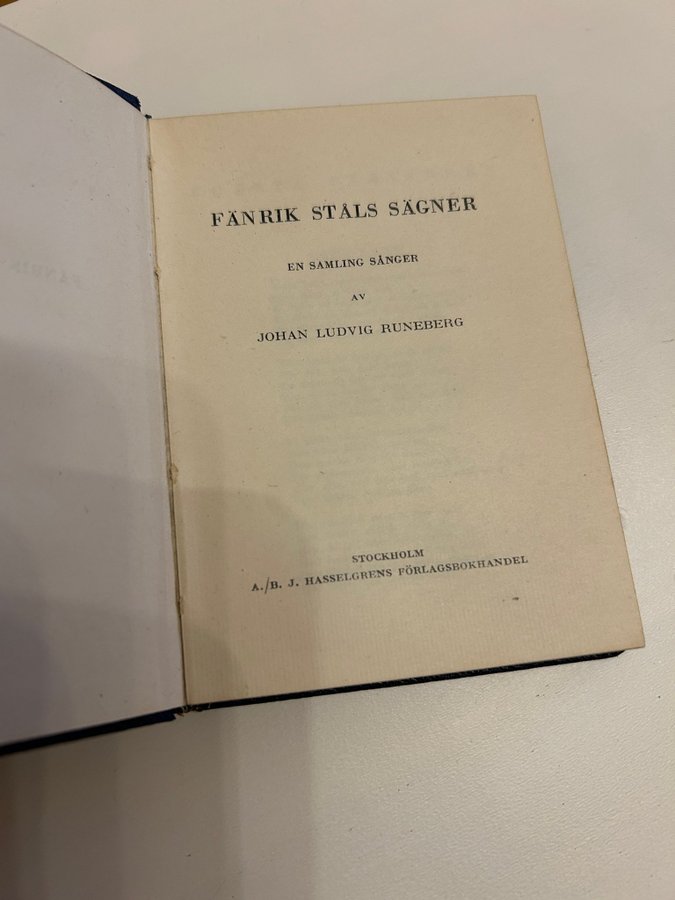 FÄNRIK STÅLS SÄGNER
EN SAMLING SÅNGER
AV
JOHAN LUDVIG RUNEBERG
STOCKHOLM
A./B. J. HASSELGRENS FÖRLAGSBOKHANDEL